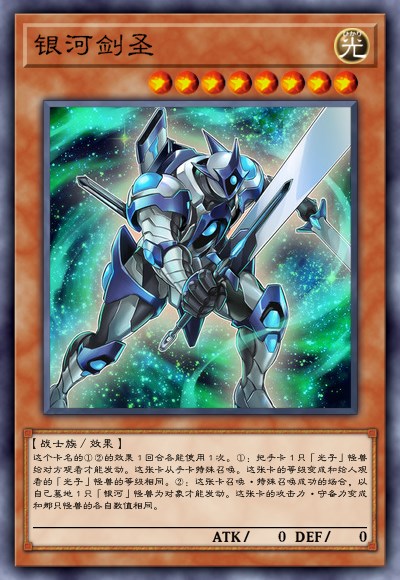 银河剑圣
光
【战士族／效果】
这个卡名的①②的效果1回合各能使用1次。①：把手卡1只「光子」怪兽
给对方观看才能发动。这张卡从手卡特殊召唤。这张卡的等级变成和给人观
看的「光子」怪兽的等级相同。②：这张卡召唤·特殊召唤成功的场合，以
自己墓地1只「银河」怪兽为对象才能发动。这张卡的攻击力·守备力变成
和那只怪兽的各自数值相同。
ATK／ 0 DEF／ 0